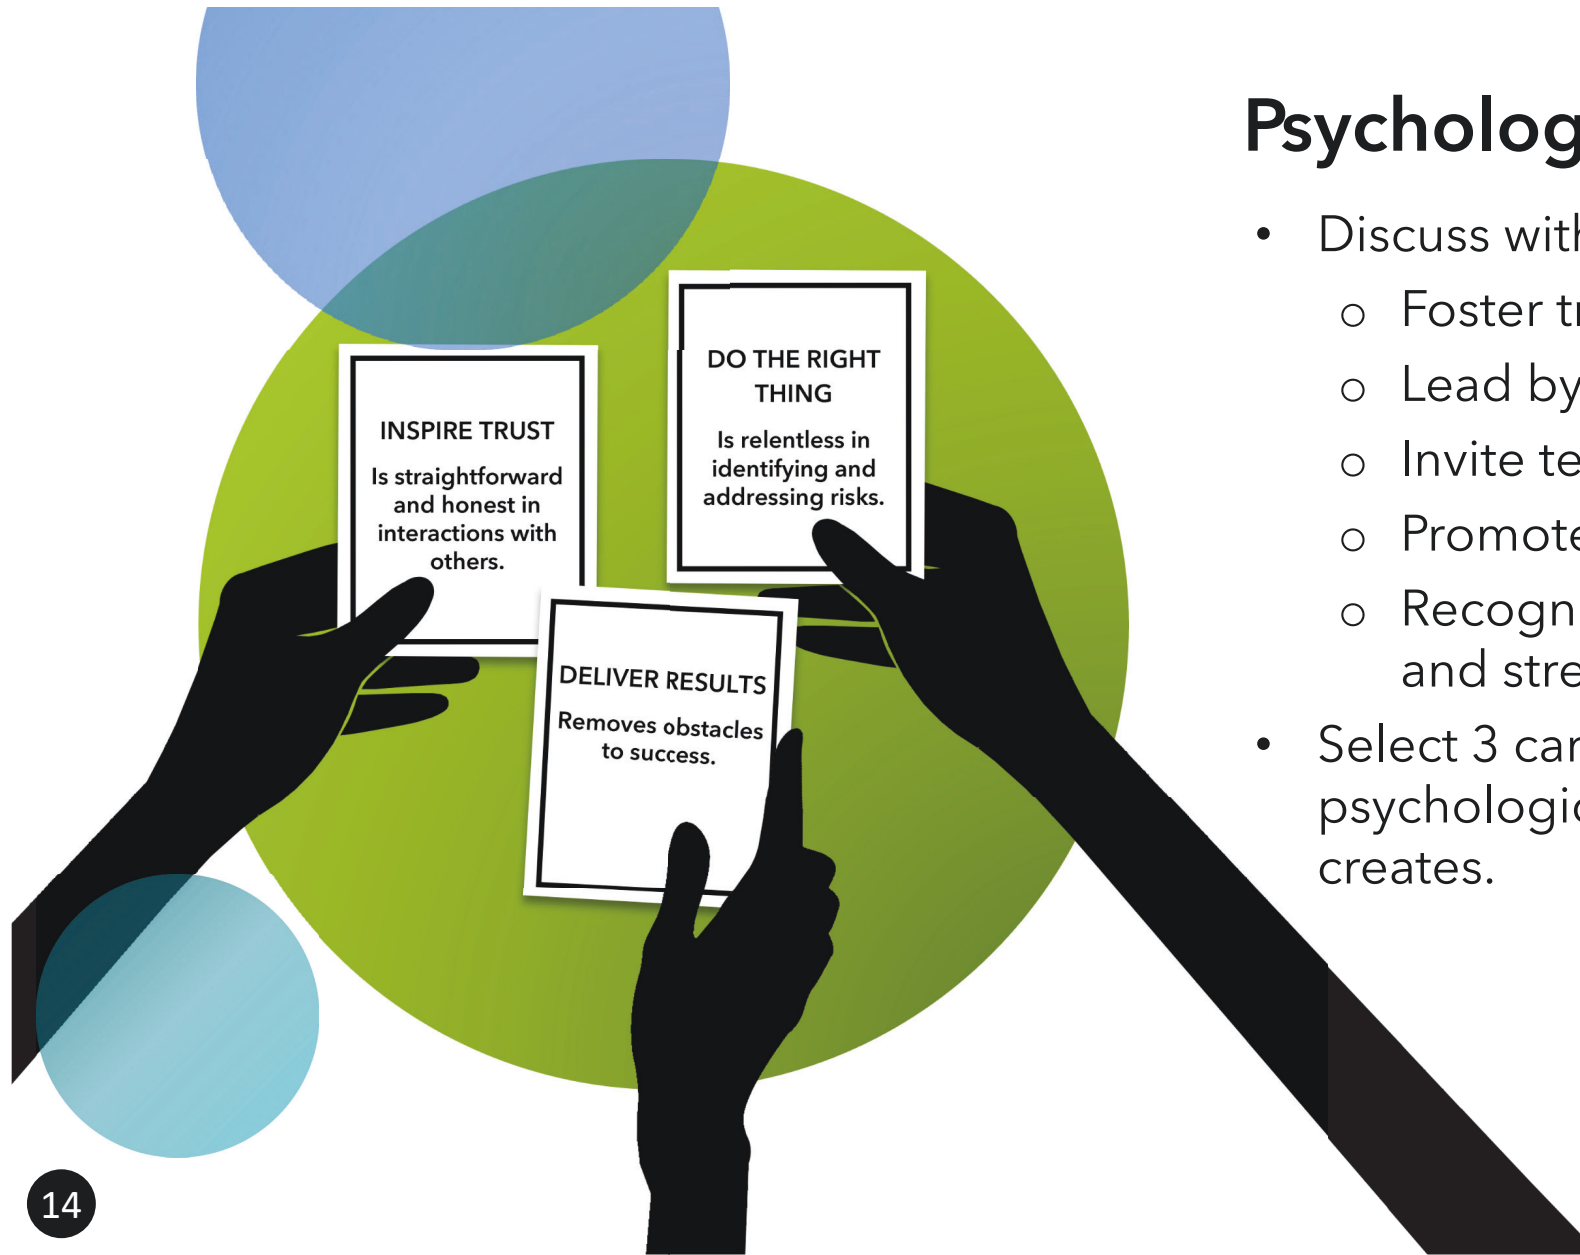 Psycholog
• Discuss with
o Foster tr
o Lead by
o Invite te
o Promote
o Recogn
and stre
• Select 3 car
psychologic
creates.
DO THE RIGHT
THING
Is relentless in
identifying and
addressing risks.
INSPIRE TRUST
Is straightforward
and honest in
interactions with
others.
DELIVER RESULTS
Removes obstacles
to success.
14